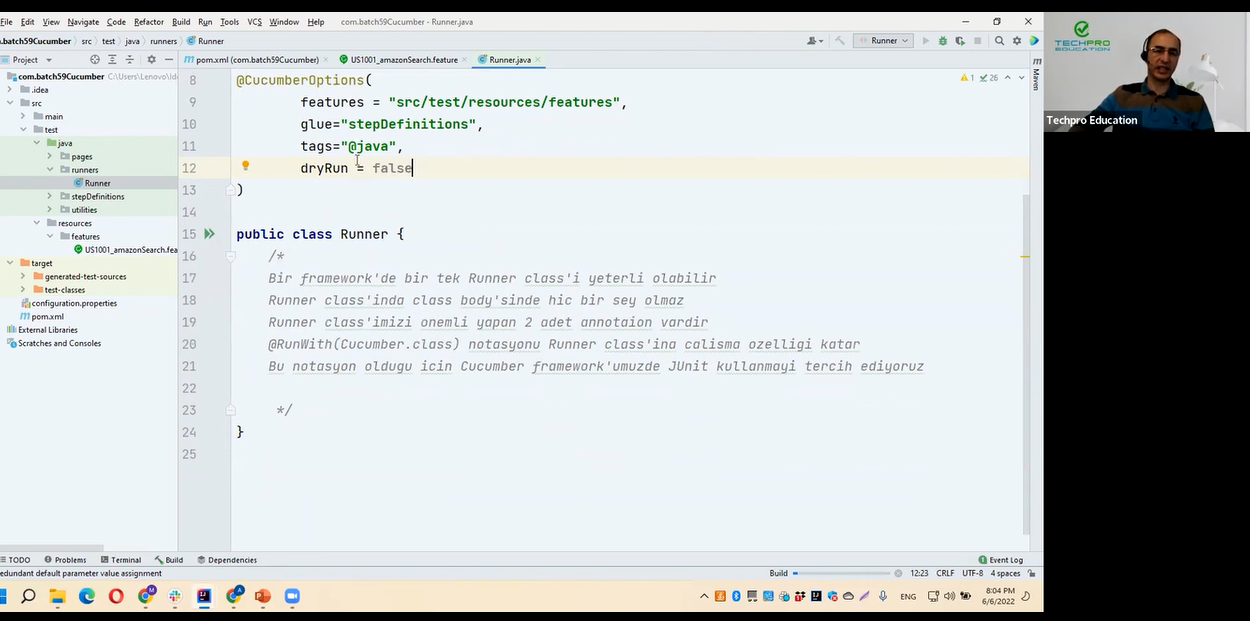 File Edit View Navigate Code Refactor Build Run Tools VCS Window Help com.batch59Cucumber - Runner.java
.batch59Cucumber src test java runners Runner
Runner
Project
pom.xml (com.batch59Cucumber) US1001_amazonSearch.feature Runner.java
com.batch59Cucumber C:\Users\Lenovo\Ide
.idea
src
main
test
java
pages
runners
Runner
stepDefinitions
utilities
resources
features
US1001_amazonSearch.fea
target
generated-test-sources
test-classes
configuration.properties
pom.xml
External Libraries
Scratches and Consoles
1 26
Maven
8 @CucumberOptions(
9 features = "src/test/resources/features",
10 glue="stepDefinitions",
11 tags="@java",
12 dryRun = false
13 )
14
15 public class Runner {
16 /*
17 Bir framework'de bir tek Runner class'i yeterli olabilir
18 Runner class'inda class body'sinde hic bir sey olmaz
19 Runner class'imizi onemli yapan 2 adet annotaion vardir
20 @RunWith(Cucumber.class) notasyonu Runner class'ina calisma ozelligi katar
21 Bu notasyon oldugu icin Cucumber framework'umuzde JUnit kullanmayi tercih ediyoruz
22
23 */
24 }
25
TODO Problems Terminal Build Dependencies Event Log
edundant default parameter value assignment Build 12:23 CRLF UTF-8 4 spaces
ENG 8:04 PM
6/6/2022
TECHPRO
EDUCATION
Techpro Education